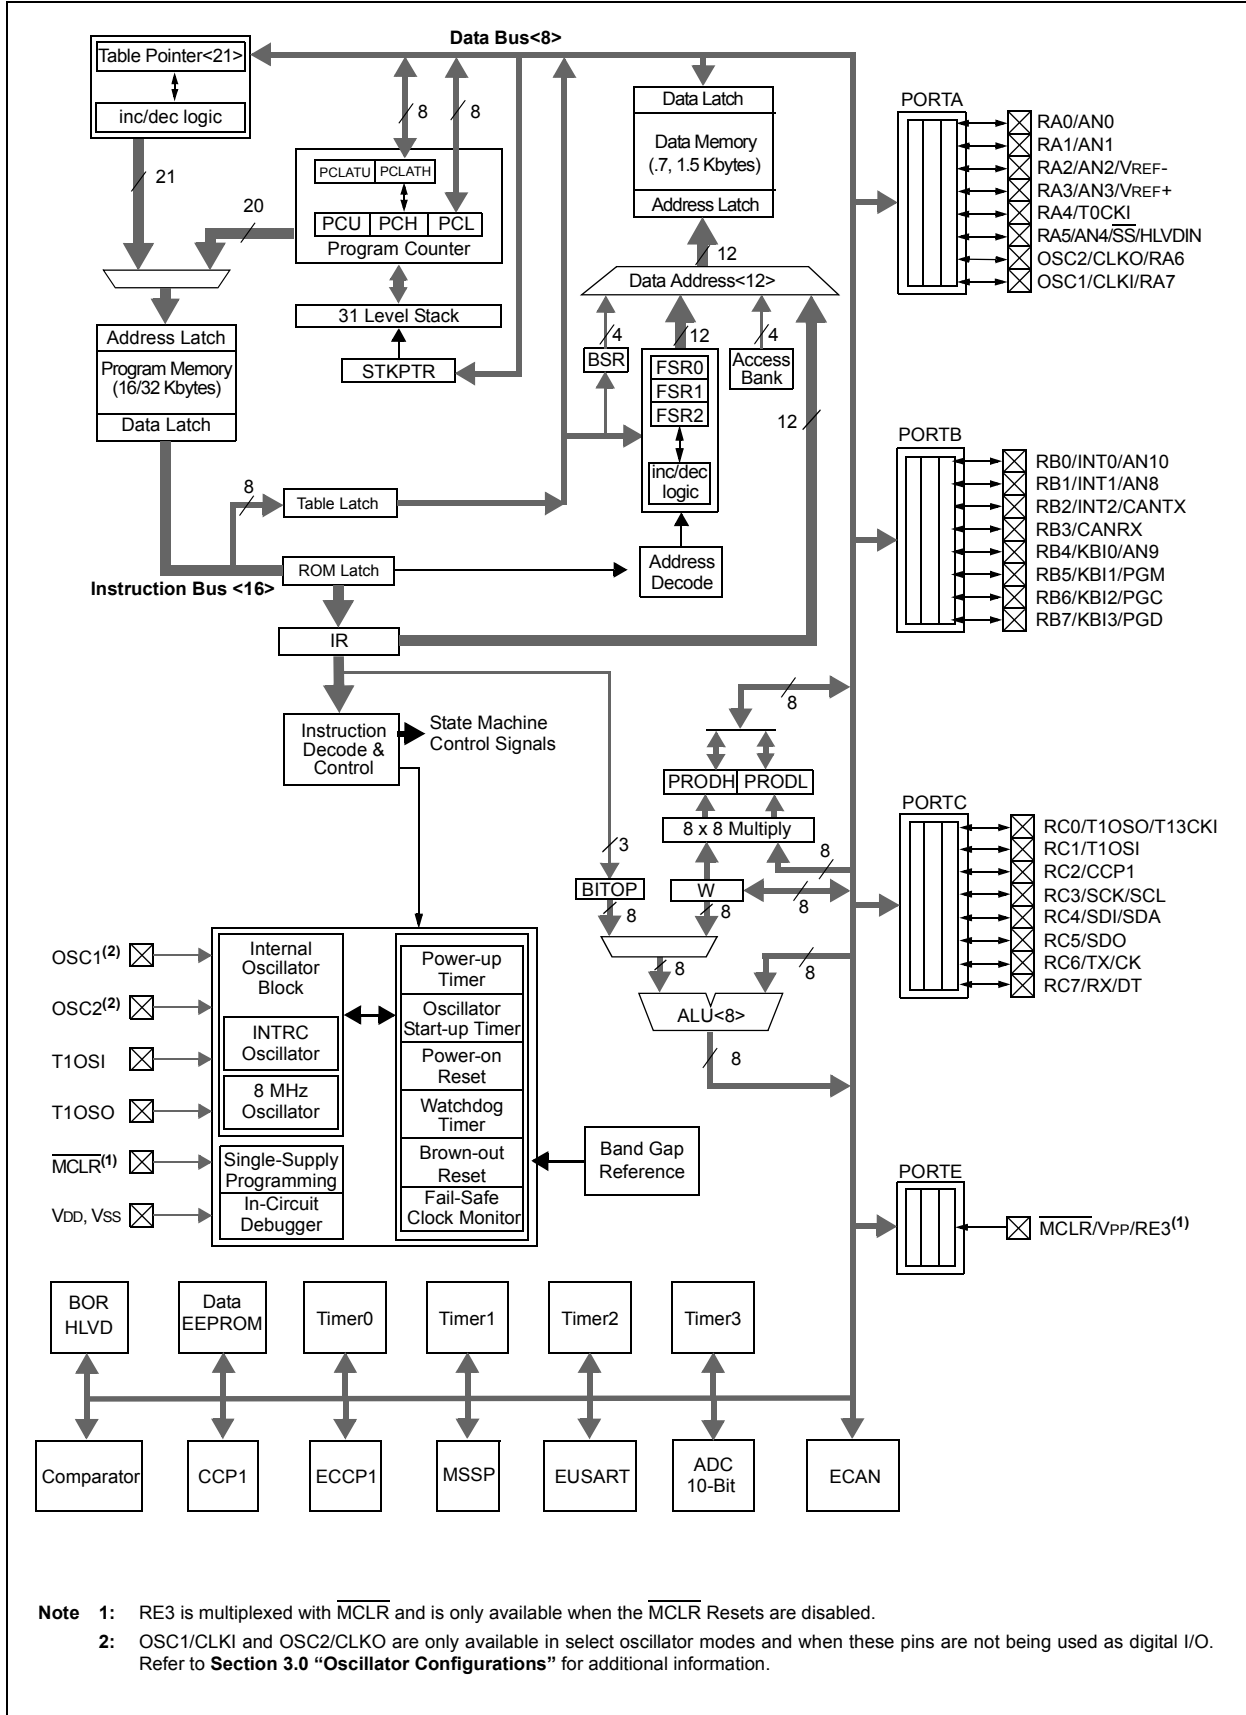 Data Bus<8>
Table Pointer<21>
inc/dec logic
21
20
8
8
PCLATU PCLATH
PCU PCH PCL
Program Counter
31 Level Stack
STKPTR
Address Latch
Program Memory
(16/32 Kbytes)
Data Latch
8
Table Latch
ROM Latch
Instruction Bus <16>
IR
Data Latch
Data Memory
(.7, 1.5 Kbytes)
Address Latch
12
Data Address<12>
4
12
4
BSR
FSR0
FSR1
FSR2
inc/dec
logic
Access
Bank
12
Address
Decode
Instruction
Decode &
Control
State Machine
Control Signals
8
PRODH PRODL
8 x 8 Multiply
3
8
BITOP
W
8
8
8
8
8
ALU<8>
8
OSC1(2)
OSC2(2)
T1OSI
T1OSO
MCLR(1)
VDD, VSS
Internal
Oscillator
Block
INTRC
Oscillator
8 MHz
Oscillator
Single-Supply
Programming
In-Circuit
Debugger
Power-up
Timer
Oscillator
Start-up Timer
Power-on
Reset
Watchdog
Timer
Brown-out
Reset
Fail-Safe
Clock Monitor
Band Gap
Reference
PORTA
RA0/AN0
RA1/AN1
RA2/AN2/VREF-
RA3/AN3/VREF+
RA4/T0CKI
RA5/AN4/SS/HLVDIN
OSC2/CLKO/RA6
OSC1/CLKI/RA7
PORTB
RB0/INT0/AN10
RB1/INT1/AN8
RB2/INT2/CANTX
RB3/CANRX
RB4/KBI0/AN9
RB5/KBI1/PGM
RB6/KBI2/PGC
RB7/KBI3/PGD
PORTC
RC0/T1OSO/T13CKI
RC1/T1OSI
RC2/CCP1
RC3/SCK/SCL
RC4/SDI/SDA
RC5/SDO
RC6/TX/CK
RC7/RX/DT
PORTE
MCLR/VPP/RE3(1)
BOR
HLVD
Data
EEPROM
Timer0
Timer1
Timer2
Timer3
Comparator
CCP1
ECCP1
MSSP
EUSART
ADC
10-Bit
ECAN
Note 1: RE3 is multiplexed with MCLR and is only available when the MCLR Resets are disabled.
2: OSC1/CLKI and OSC2/CLKO are only available in select oscillator modes and when these pins are not being used as digital I/O.
Refer to Section 3.0 “Oscillator Configurations” for additional information.